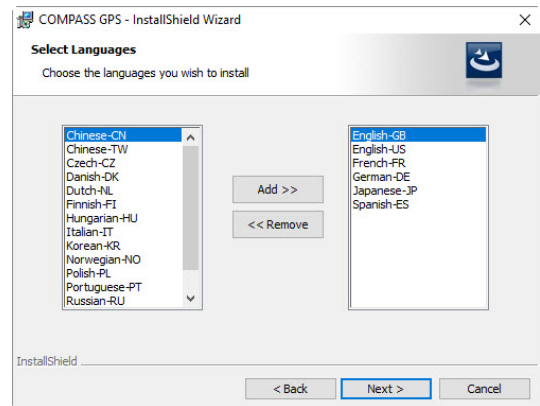 COMPASS GPS - InstallShield Wizard
Select Languages
Choose the languages you wish to install
Chinese-CN
Chinese-TW
Czech-CZ
Danish-DK
Dutch-NL
Finnish-FI
Hungarian-HU
Italian-IT
Korean-KR
Norwegian-NO
Polish-PL
Portuguese-PT
Russian-RU
Add >>
<< Remove
English-GB
English-US
French-FR
German-DE
Japanese-JP
Spanish-ES
InstallShield
< Back Next > Cancel